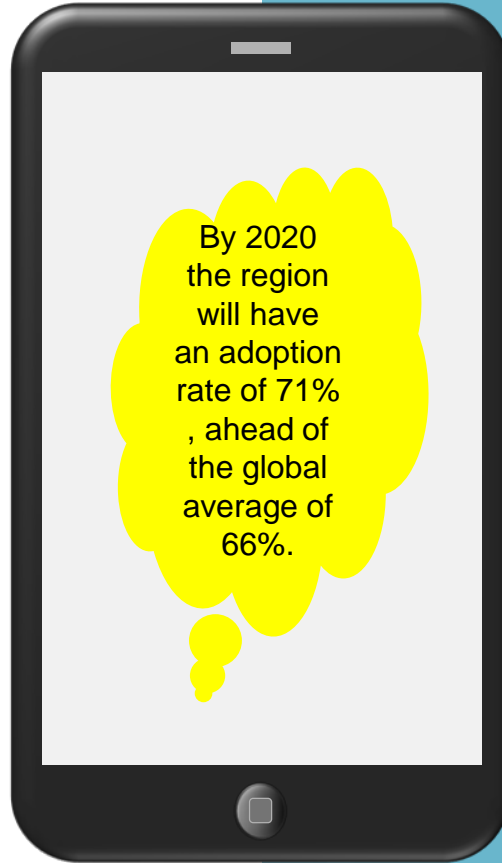 By 2020
the region
will have
an adoption
rate of 71%
, ahead of
the global
average of
66%.